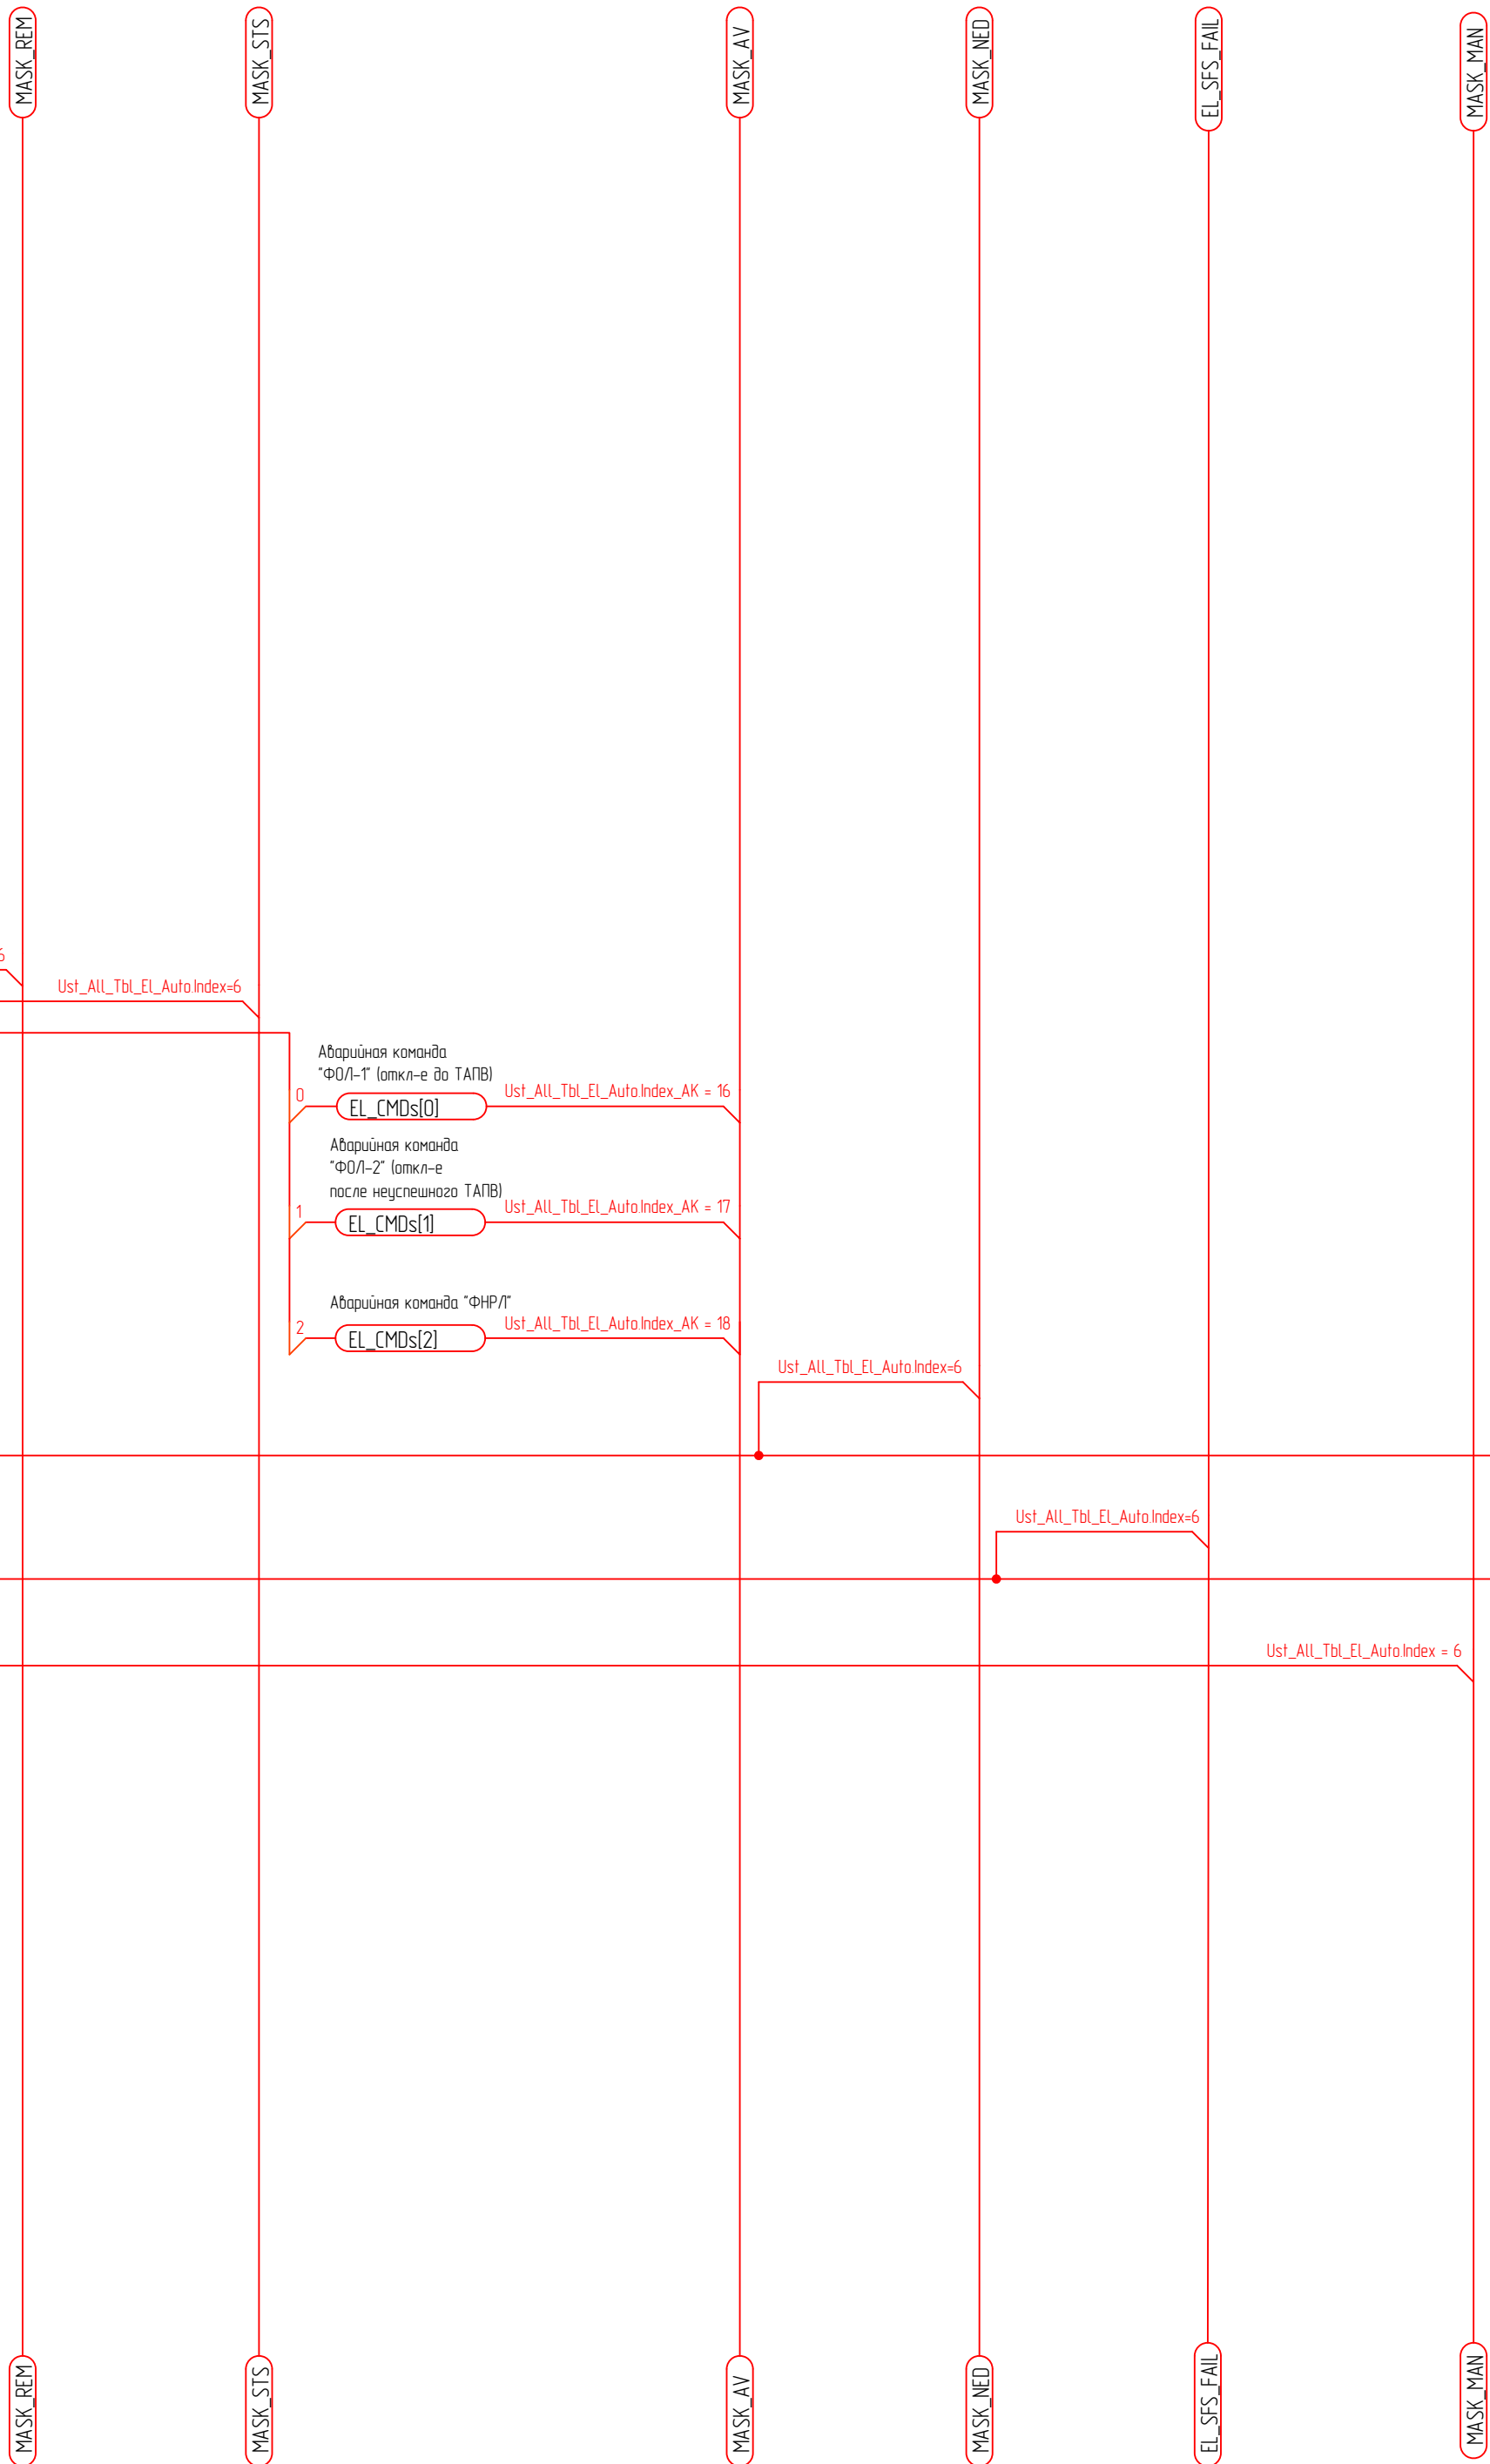 MASK_REM
MASK_STS
MASK_AV
MASK_NED
EL_SFS_FAIL
MASK_MAN
6
Ust_All_Tbl_El_Auto.Index=6
Аварийная команда
"ФОЛ-1" (откл-е до ТАПВ)
Ust_All_Tbl_El_Auto.Index_AK = 16
0
EL_CMDs[0]
Аварийная команда
"ФОЛ-2" (откл-е
после неуспешного ТАПВ)
Ust_All_Tbl_El_Auto.Index_AK = 17
1
EL_CMDs[1]
Аварийная команда "ФНРЛ"
Ust_All_Tbl_El_Auto.Index_AK = 18
2
EL_CMDs[2]
Ust_All_Tbl_El_Auto.Index=6
Ust_All_Tbl_El_Auto.Index=6
Ust_All_Tbl_El_Auto.Index = 6
MASK_REM
MASK_STS
MASK_AV
MASK_NED
EL_SFS_FAIL
MASK_MAN